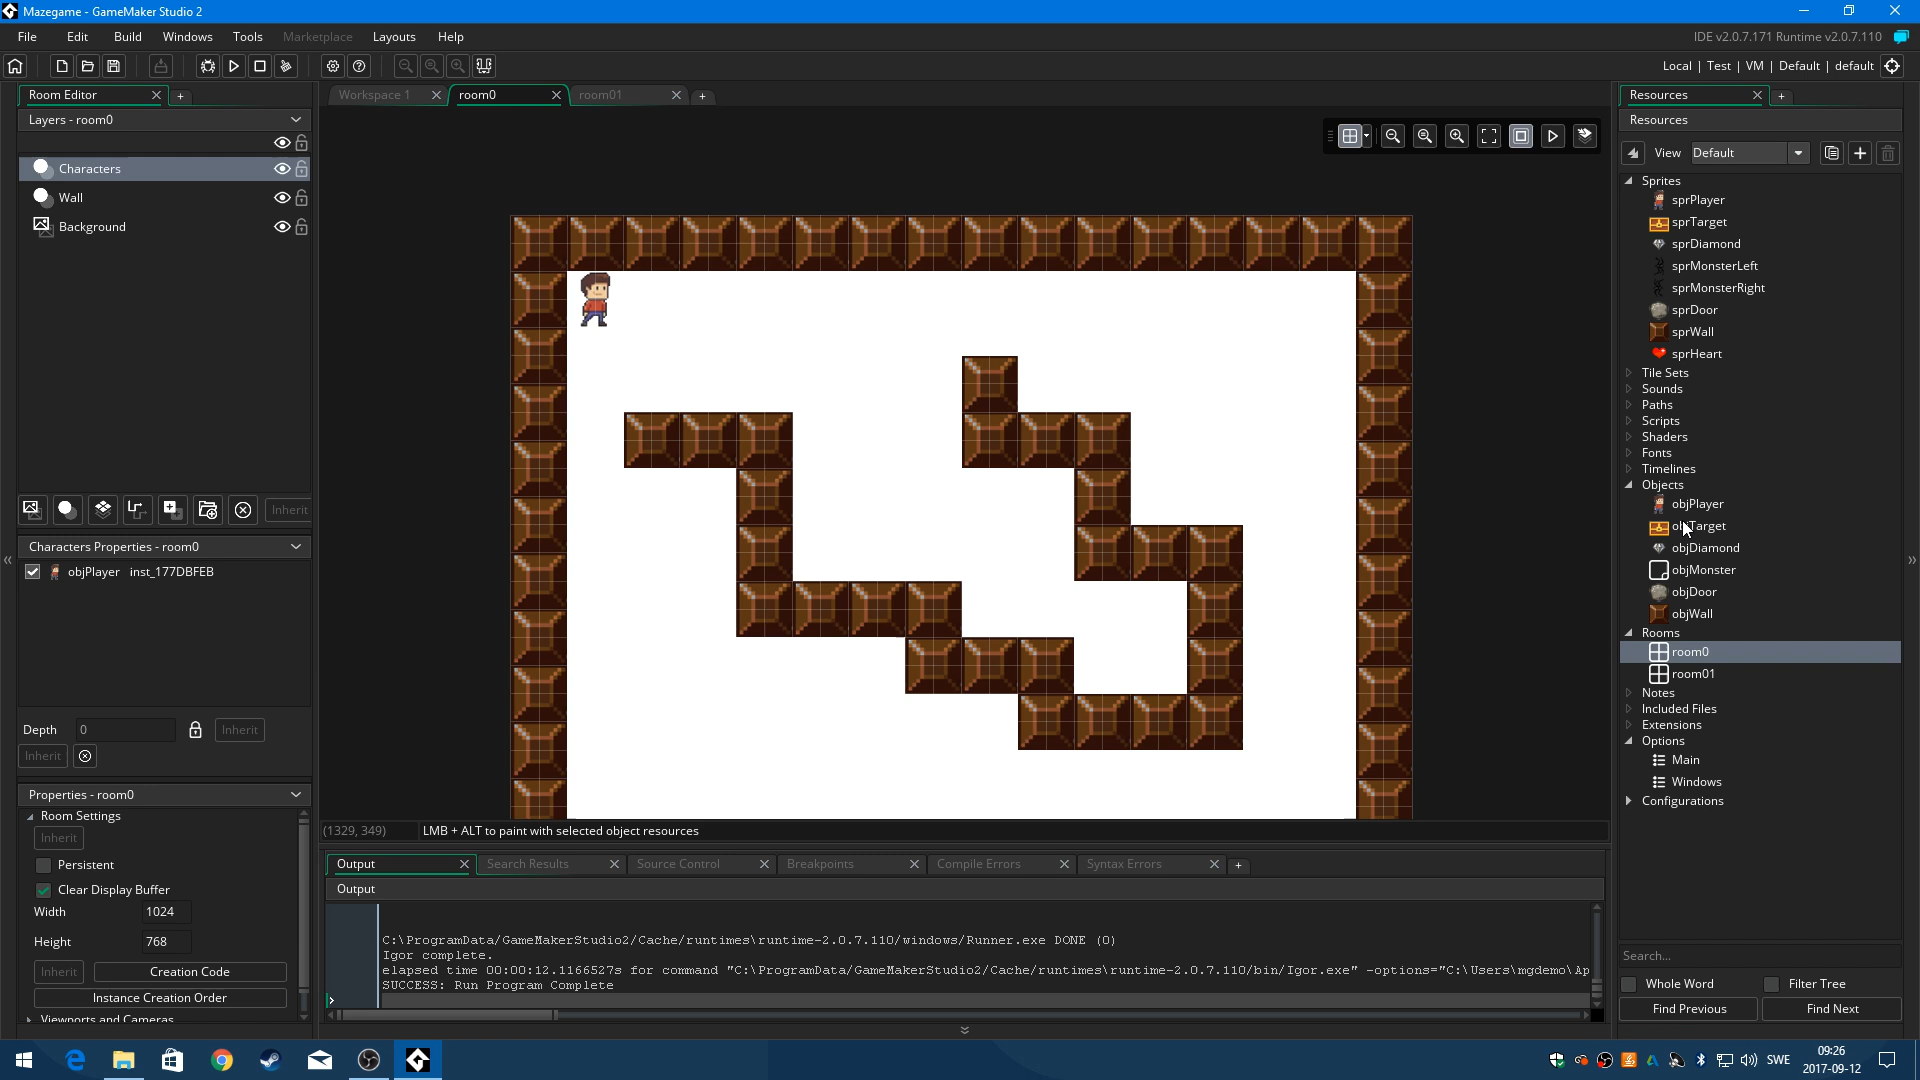 Mazegame - GameMaker Studio 2
File Edit Build Windows Tools Marketplace Layouts Help
IDE v2.0.7.171 Runtime v2.0.7.110
Local | Test | VM | Default | default
Room Editor
Layers - room0
Characters
Wall
Background
Inherit
Characters Properties - room0
objPlayer inst_177DBFEB
Depth 0 Inherit
Inherit
Properties - room0
Room Settings
Inherit
Persistent
Clear Display Buffer
Width 1024
Height 768
Inherit Creation Code
Instance Creation Order
Viewports and Cameras
Workspace 1 room0 room01
(1329, 349) LMB + ALT to paint with selected object resources
Output Search Results Source Control Breakpoints Compile Errors Syntax Errors
Output
C:\ProgramData/GameMakerStudio2/Cache/runtimes\runtime-2.0.7.110/windows/Runner.exe DONE (0)
Igor complete.
elapsed time 00:00:12.1166527s for command "C:\ProgramData/GameMakerStudio2/Cache/runtimes\runtime-2.0.7.110/bin/Igor.exe" -options="C:\Users\mgdemo\Ap
SUCCESS: Run Program Complete
Resources
Resources
View Default
Sprites
sprPlayer
sprTarget
sprDiamond
sprMonsterLeft
sprMonsterRight
sprDoor
sprWall
sprHeart
Tile Sets
Sounds
Paths
Scripts
Shaders
Fonts
Timelines
Objects
objPlayer
objTarget
objDiamond
objMonster
objDoor
objWall
Rooms
room0
room01
Notes
Included Files
Extensions
Options
Main
Windows
Configurations
Search...
Whole Word Filter Tree
Find Previous Find Next
SWE
09:26
2017-09-12